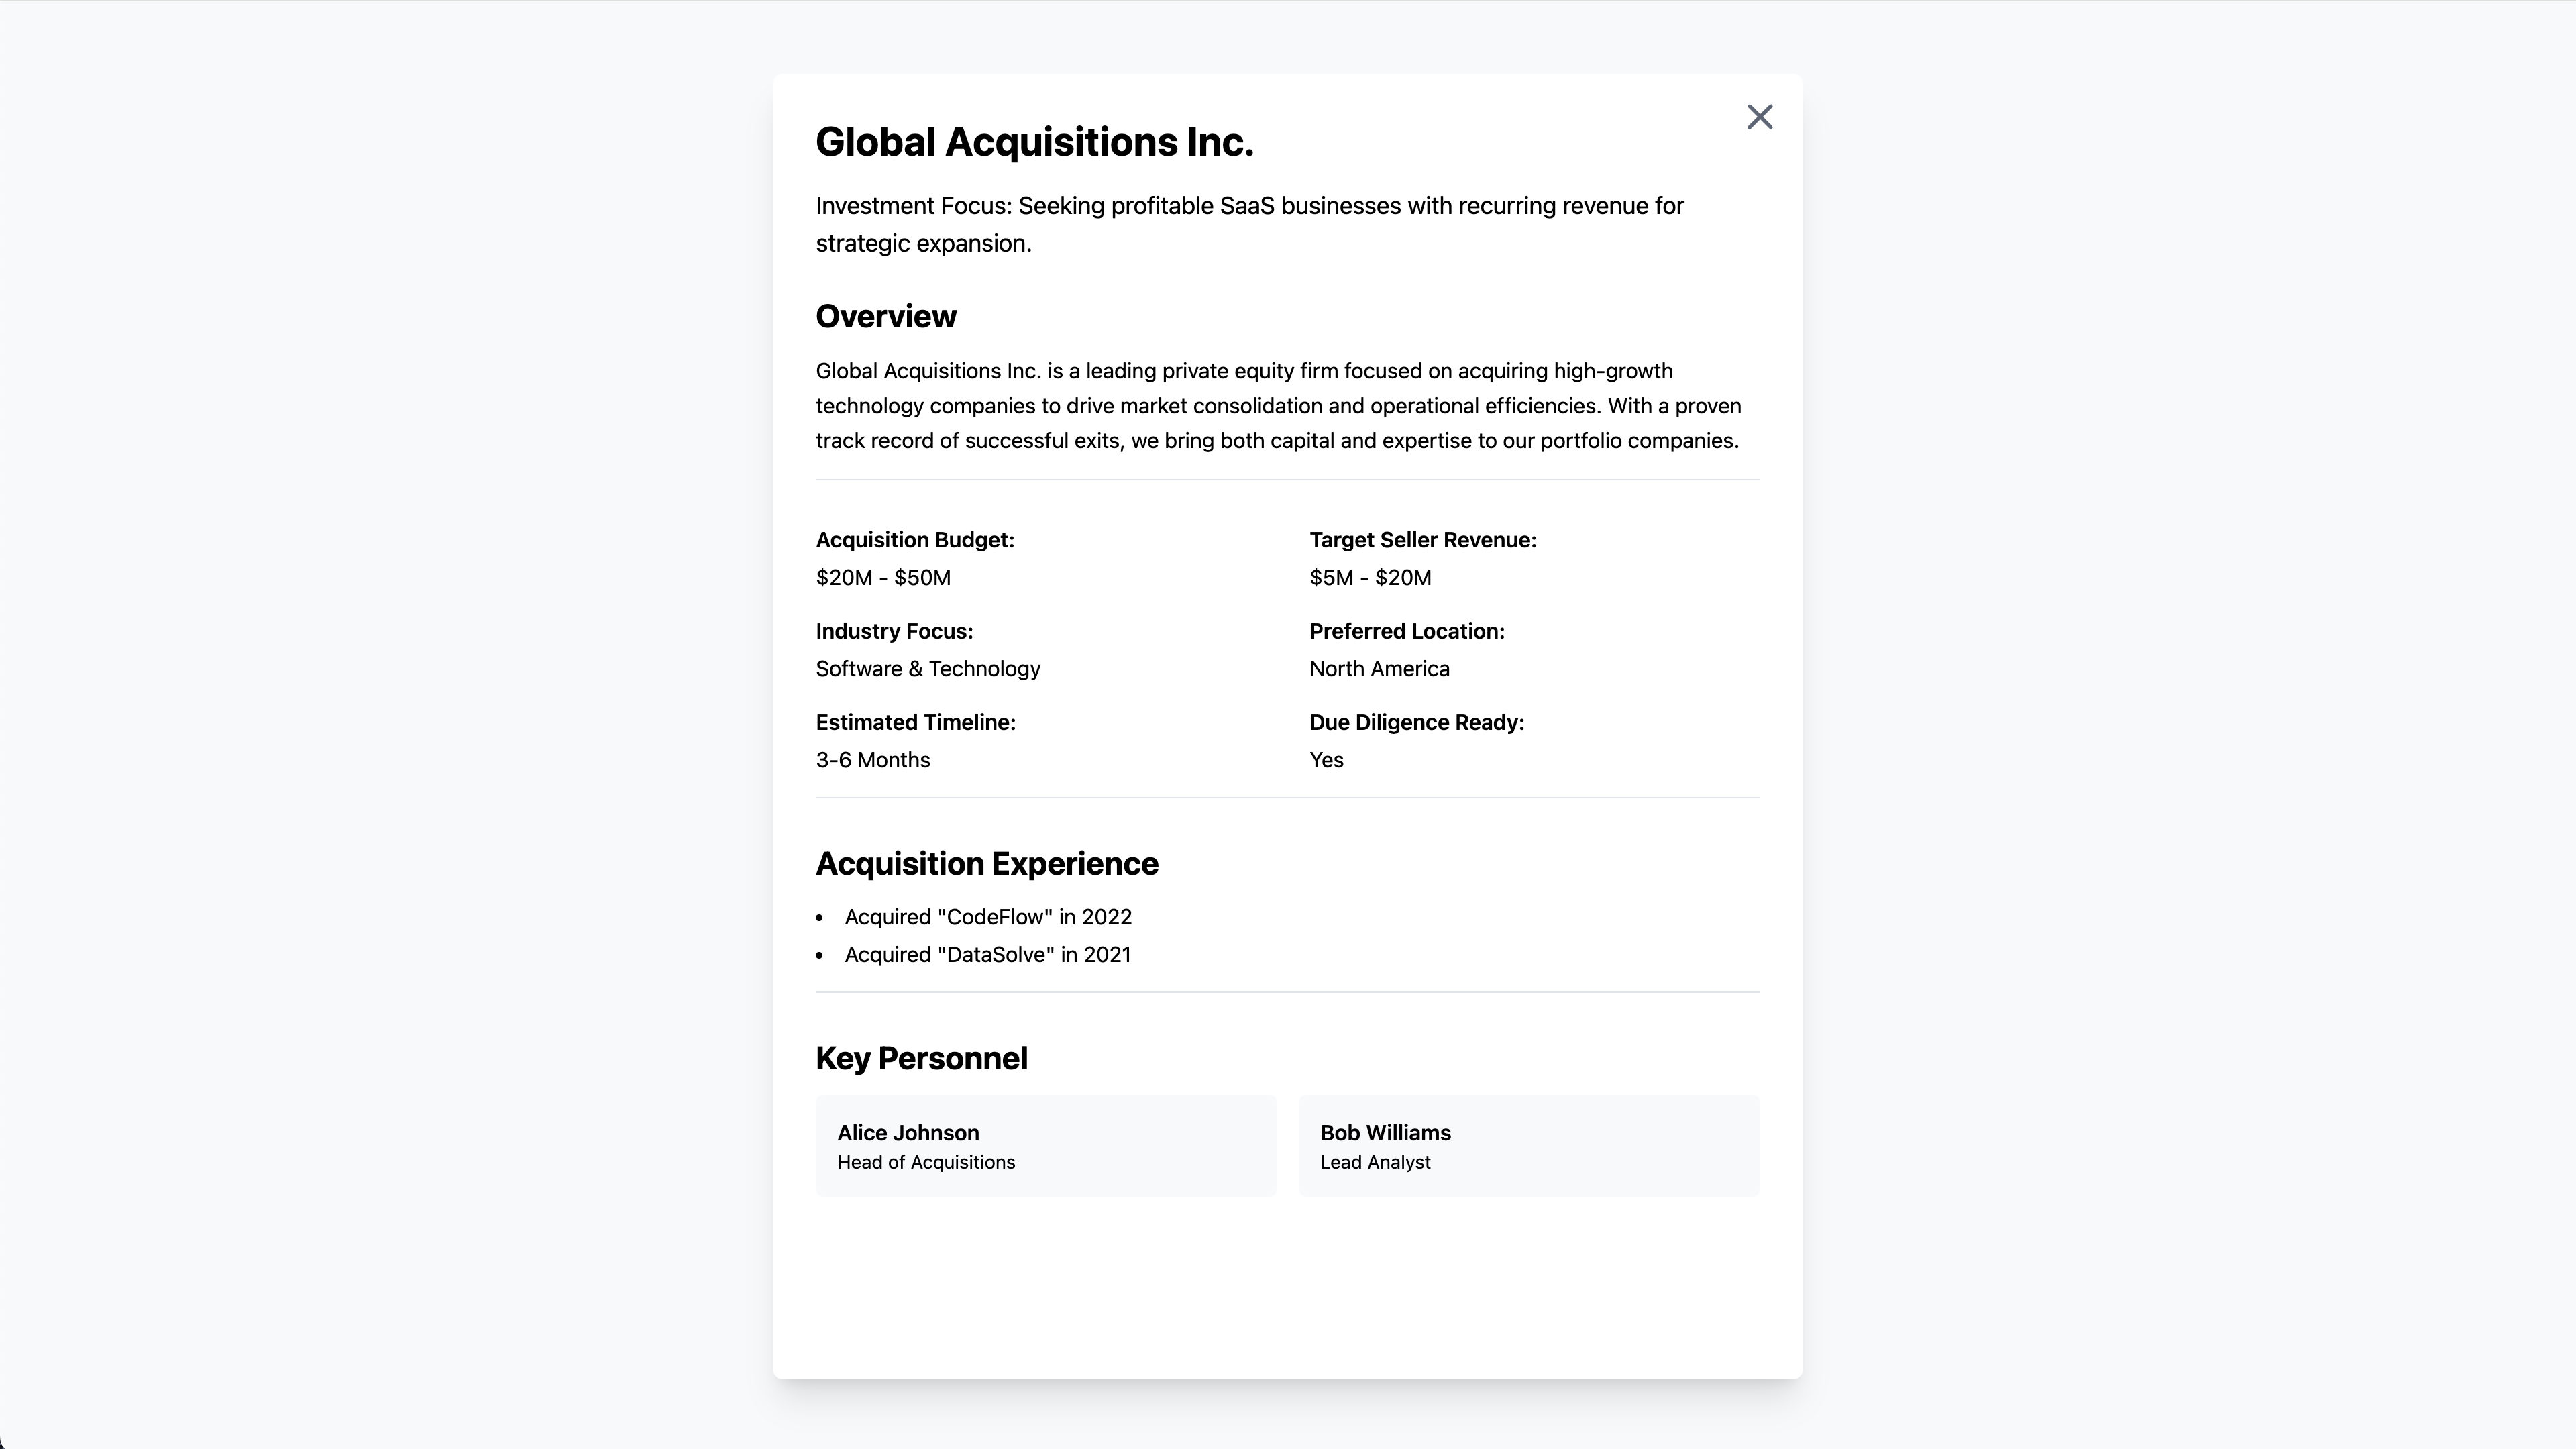 Global Acquisitions Inc.
Investment Focus: Seeking profitable SaaS businesses with recurring revenue for
strategic expansion.
Overview
Global Acquisitions Inc. is a leading private equity firm focused on acquiring high-growth
technology companies to drive market consolidation and operational efficiencies. With a proven
track record of successful exits, we bring both capital and expertise to our portfolio companies.
Acquisition Budget:
$20M - $50M
Target Seller Revenue:
$5M - $20M
Industry Focus:
Software & Technology
Preferred Location:
North America
Estimated Timeline:
3-6 Months
Due Diligence Ready:
Yes
Acquisition Experience
• Acquired "CodeFlow" in 2022
• Acquired "DataSolve" in 2021
Key Personnel
Alice Johnson
Head of Acquisitions
Bob Williams
Lead Analyst